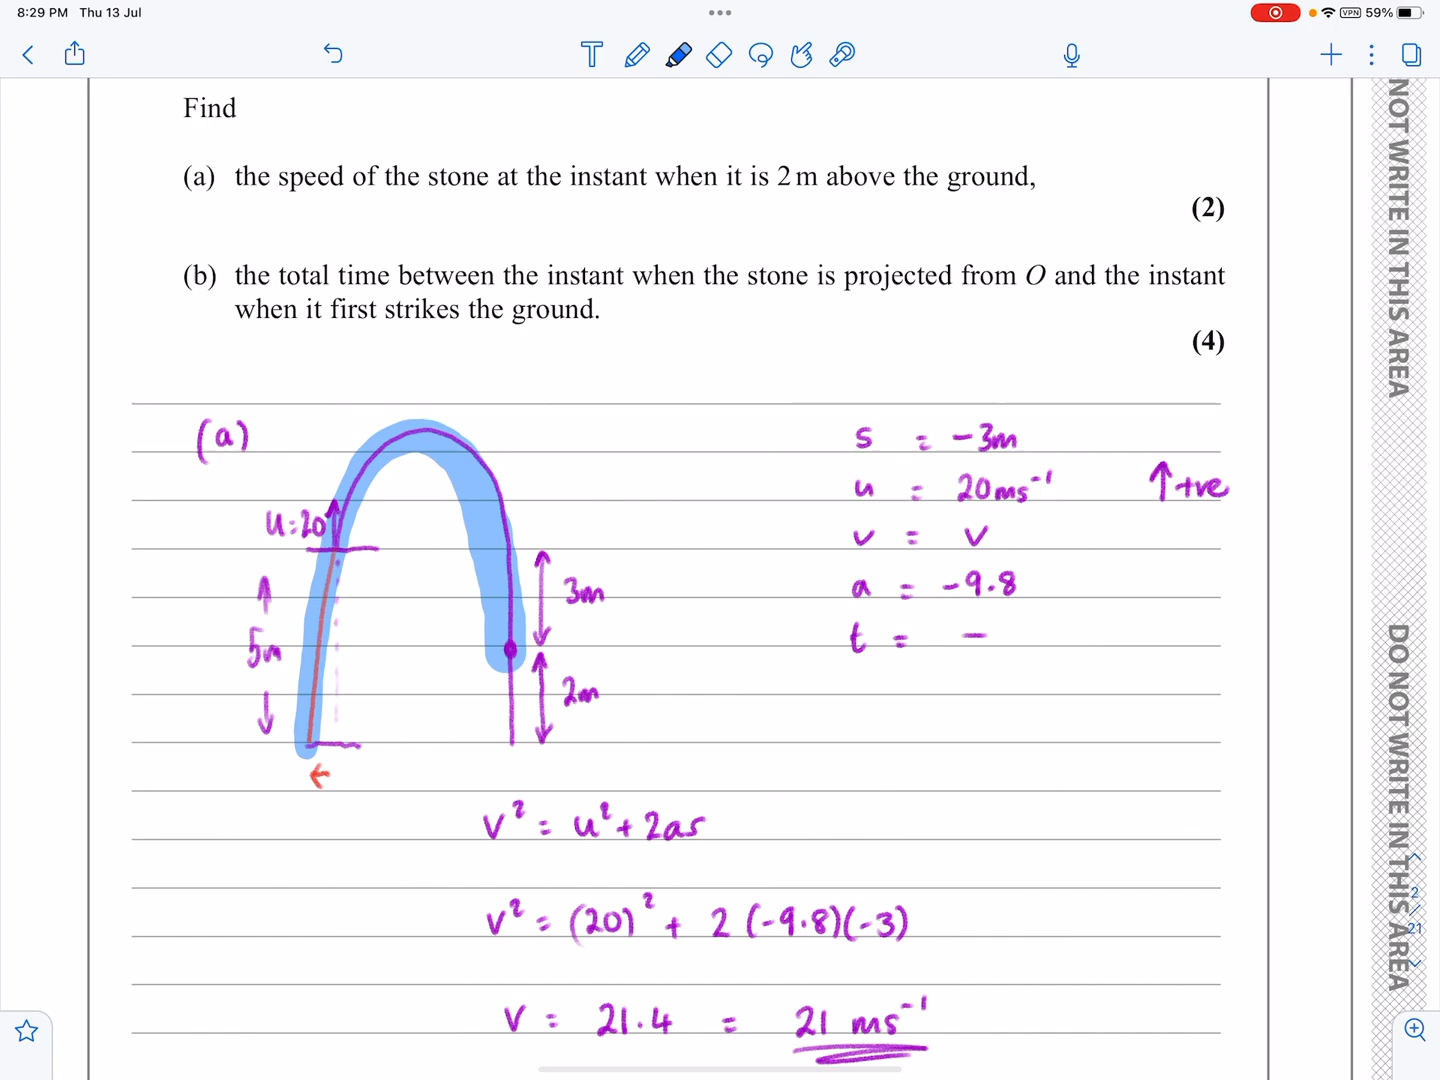 8:29 PM Thu 13 Jul
VPN 59%
Find
(a) the speed of the stone at the instant when it is 2 m above the ground,
(2)
(b) the total time between the instant when the stone is projected from O and the instant
when it first strikes the ground.
(4)
(a)
u=20
5m
3m
2m
s = -3m
u = 20ms⁻¹
↑+ve
v = v
a = -9.8
t = -
v² = u² + 2as
v² = (20)² + 2 (-9.8)(-3)
v = 21.4 = 21 ms⁻¹
NOT WRITE IN THIS AREA
DO NOT WRITE IN THIS AREA
2
/
21